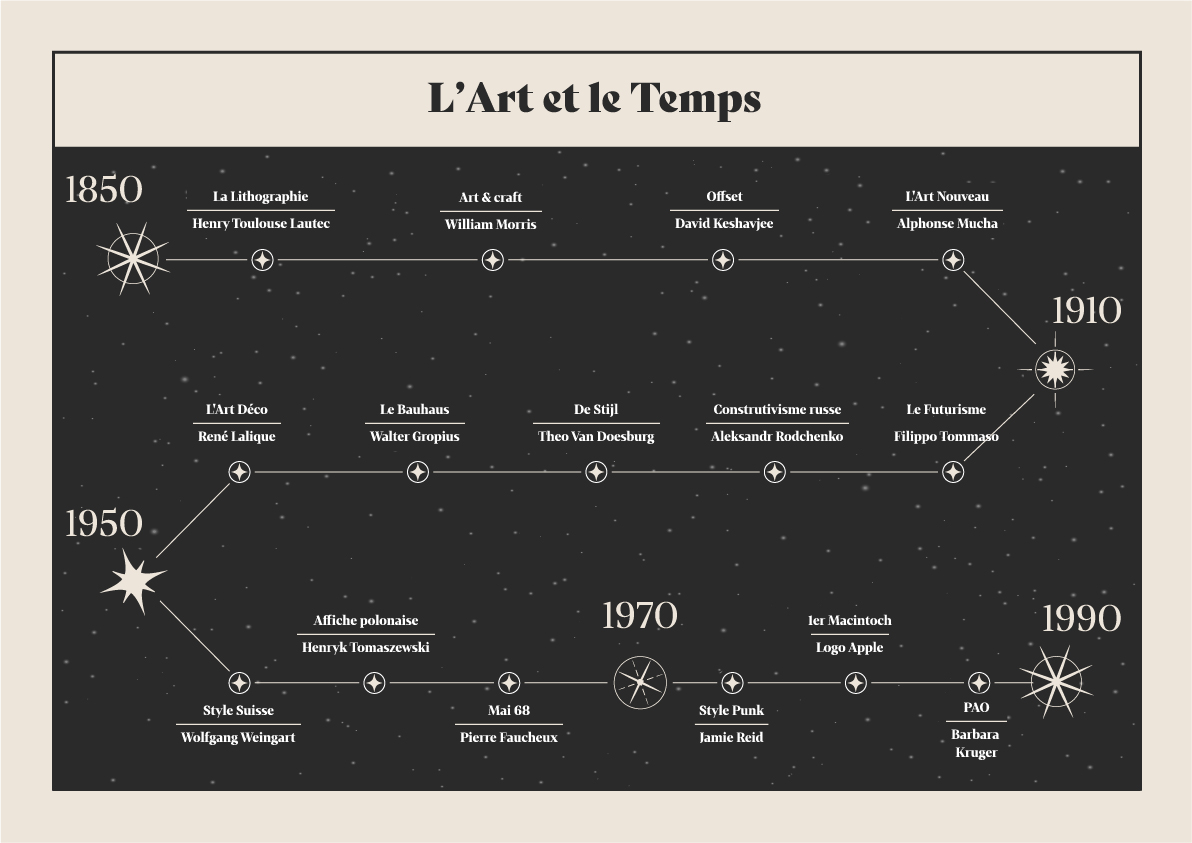 L'Art et le Temps
1850
La Lithographie
Henry Toulouse Lautec
Art & craft
William Morris
Offset
David Keshavjee
L'Art Nouveau
Alphonse Mucha
1910
L'Art Déco
René Lalique
Le Bauhaus
Walter Gropius
De Stijl
Theo Van Doesburg
Construtivisme russe
Aleksandr Rodchenko
Le Futurisme
Filippo Tommaso
1950
Style Suisse
Wolfgang Weingart
Affiche polonaise
Henryk Tomaszewski
Mai 68
Pierre Faucheux
1970
Style Punk
Jamie Reid
1er Macintoch
Logo Apple
PAO
Barbara
Kruger
1990